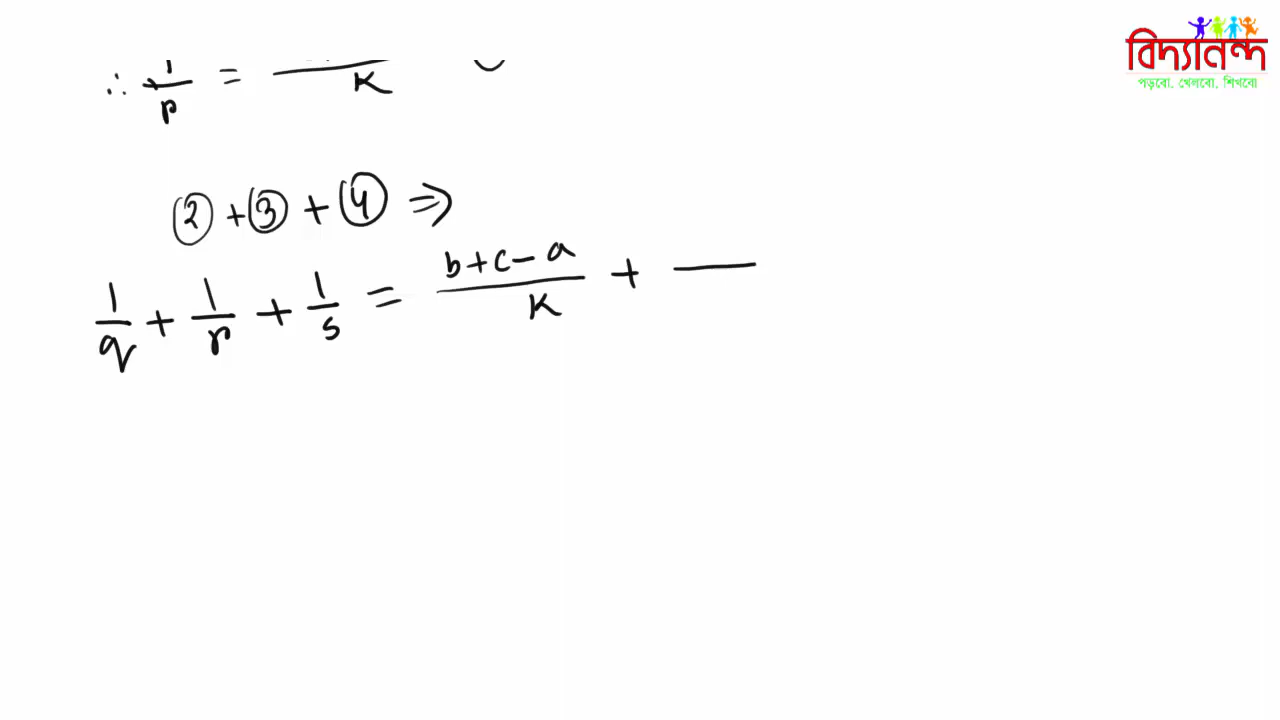 বিদ্যানন্দ
পড়বো, খেলবো, শিখবো
∴ 1/p = /K
② + ③ + ④ ⇒
1/q + 1/r + 1/s = (b+c-a)/K +